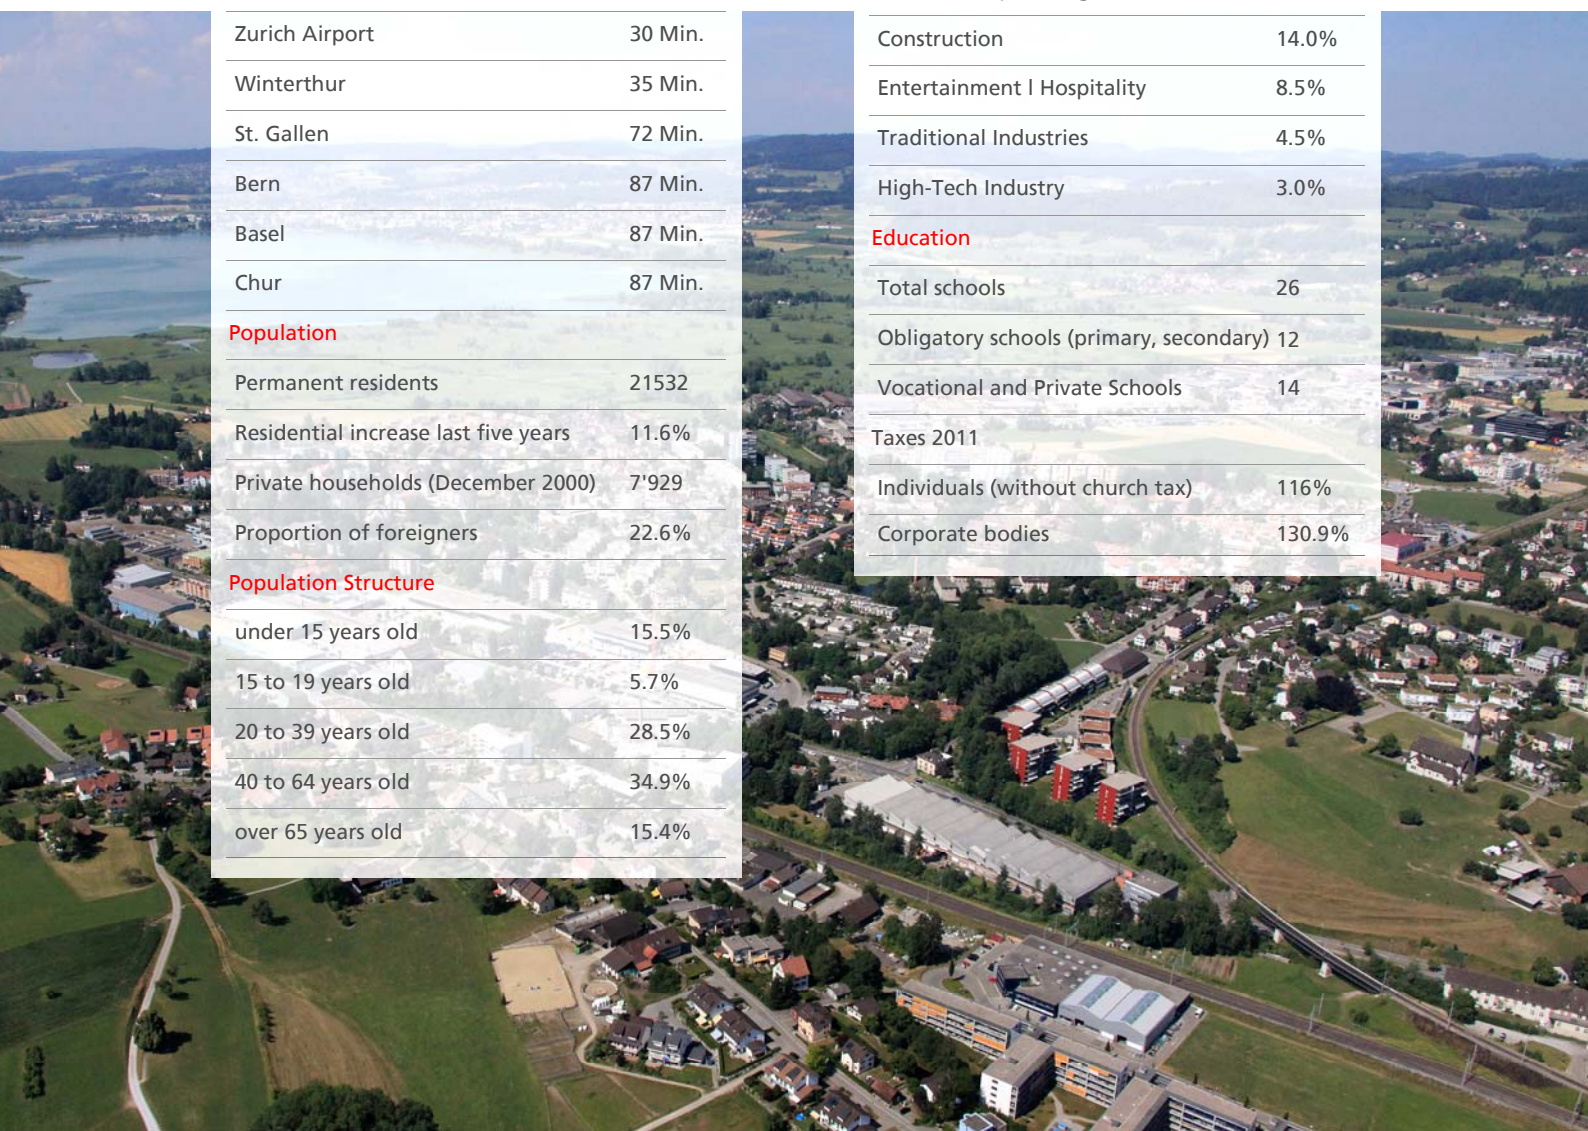 Zurich Airport 30 Min.
Winterthur 35 Min.
St. Gallen 72 Min.
Bern 87 Min.
Basel 87 Min.
Chur 87 Min.
Population
Permanent residents 21532
Residential increase last five years 11.6%
Private households (December 2000) 7'929
Proportion of foreigners 22.6%
Population Structure
under 15 years old 15.5%
15 to 19 years old 5.7%
20 to 39 years old 28.5%
40 to 64 years old 34.9%
over 65 years old 15.4%
Construction 14.0%
Entertainment l Hospitality 8.5%
Traditional Industries 4.5%
High-Tech Industry 3.0%
Education
Total schools 26
Obligatory schools (primary, secondary) 12
Vocational and Private Schools 14
Taxes 2011
Individuals (without church tax) 116%
Corporate bodies 130.9%